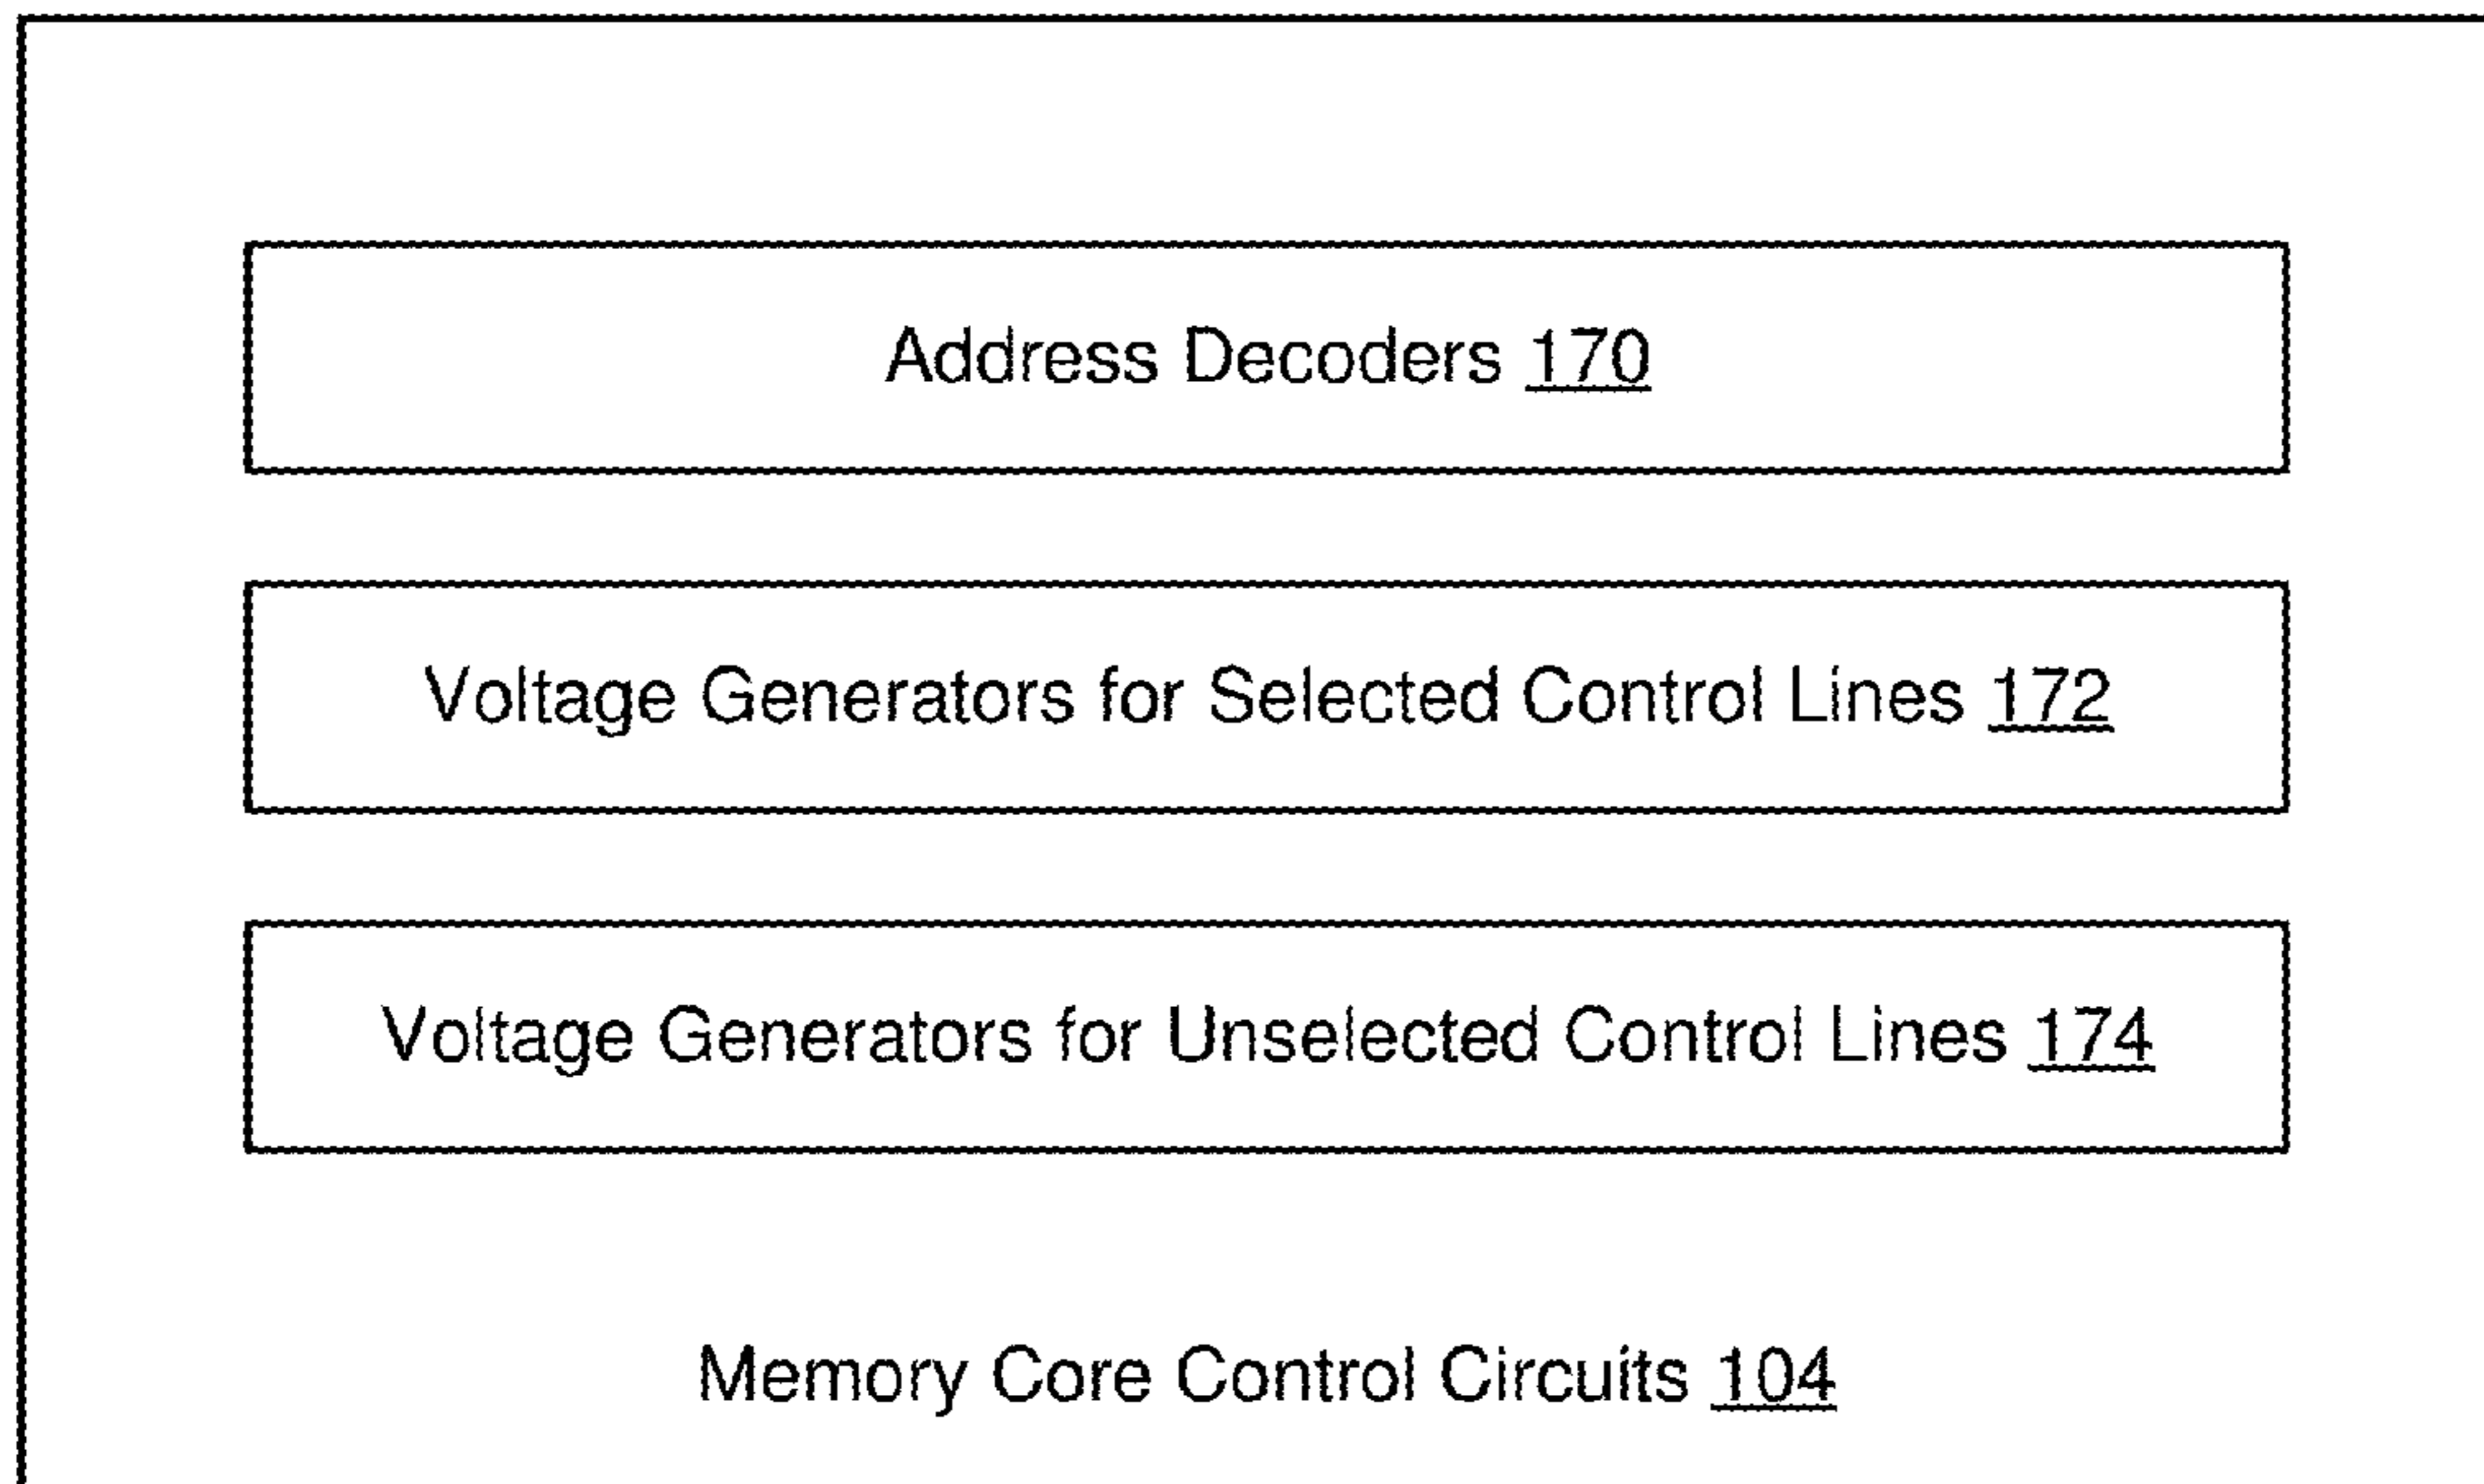 Address Decoders 170
Voltage Generators for Selected Control Lines 172
Voltage Generators for Unselected Control Lines 174
Memory Core Control Circuits 104